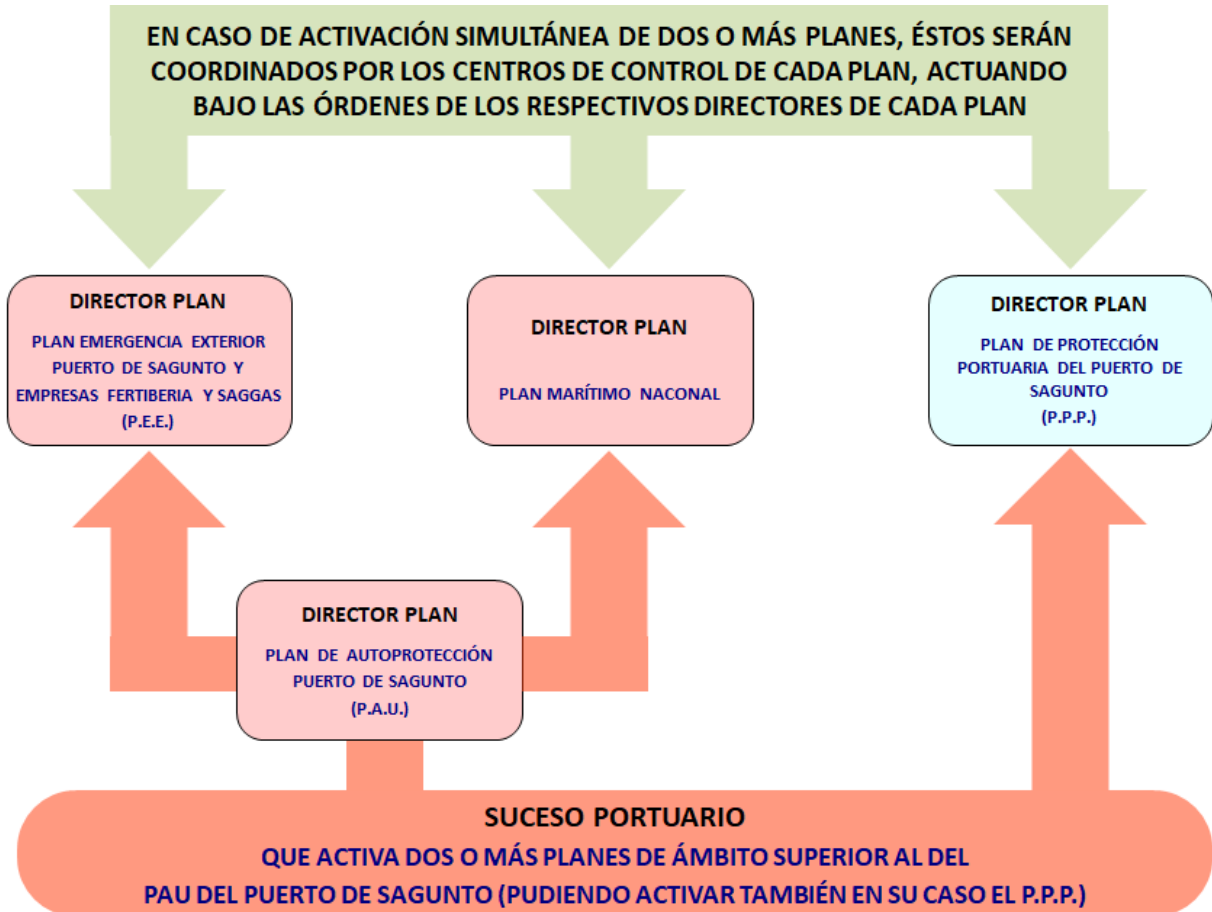 EN CASO DE ACTIVACIÓN SIMULTÁNEA DE DOS O MÁS PLANES, ÉSTOS SERÁN
COORDINADOS POR LOS CENTROS DE CONTROL DE CADA PLAN, ACTUANDO
BAJO LAS ÓRDENES DE LOS RESPECTIVOS DIRECTORES DE CADA PLAN
DIRECTOR PLAN
PLAN EMERGENCIA EXTERIOR
PUERTO DE SAGUNTO Y
EMPRESAS FERTIBERIA Y SAGGAS
(P.E.E.)
DIRECTOR PLAN
PLAN MARÍTIMO NACONAL
DIRECTOR PLAN
PLAN DE PROTECCIÓN
PORTUARIA DEL PUERTO DE
SAGUNTO
(P.P.P.)
DIRECTOR PLAN
PLAN DE AUTOPROTECCIÓN
PUERTO DE SAGUNTO
(P.A.U.)
SUCESO PORTUARIO
QUE ACTIVA DOS O MÁS PLANES DE ÁMBITO SUPERIOR AL DEL
PAU DEL PUERTO DE SAGUNTO (PUDIENDO ACTIVAR TAMBIÉN EN SU CASO EL P.P.P.)